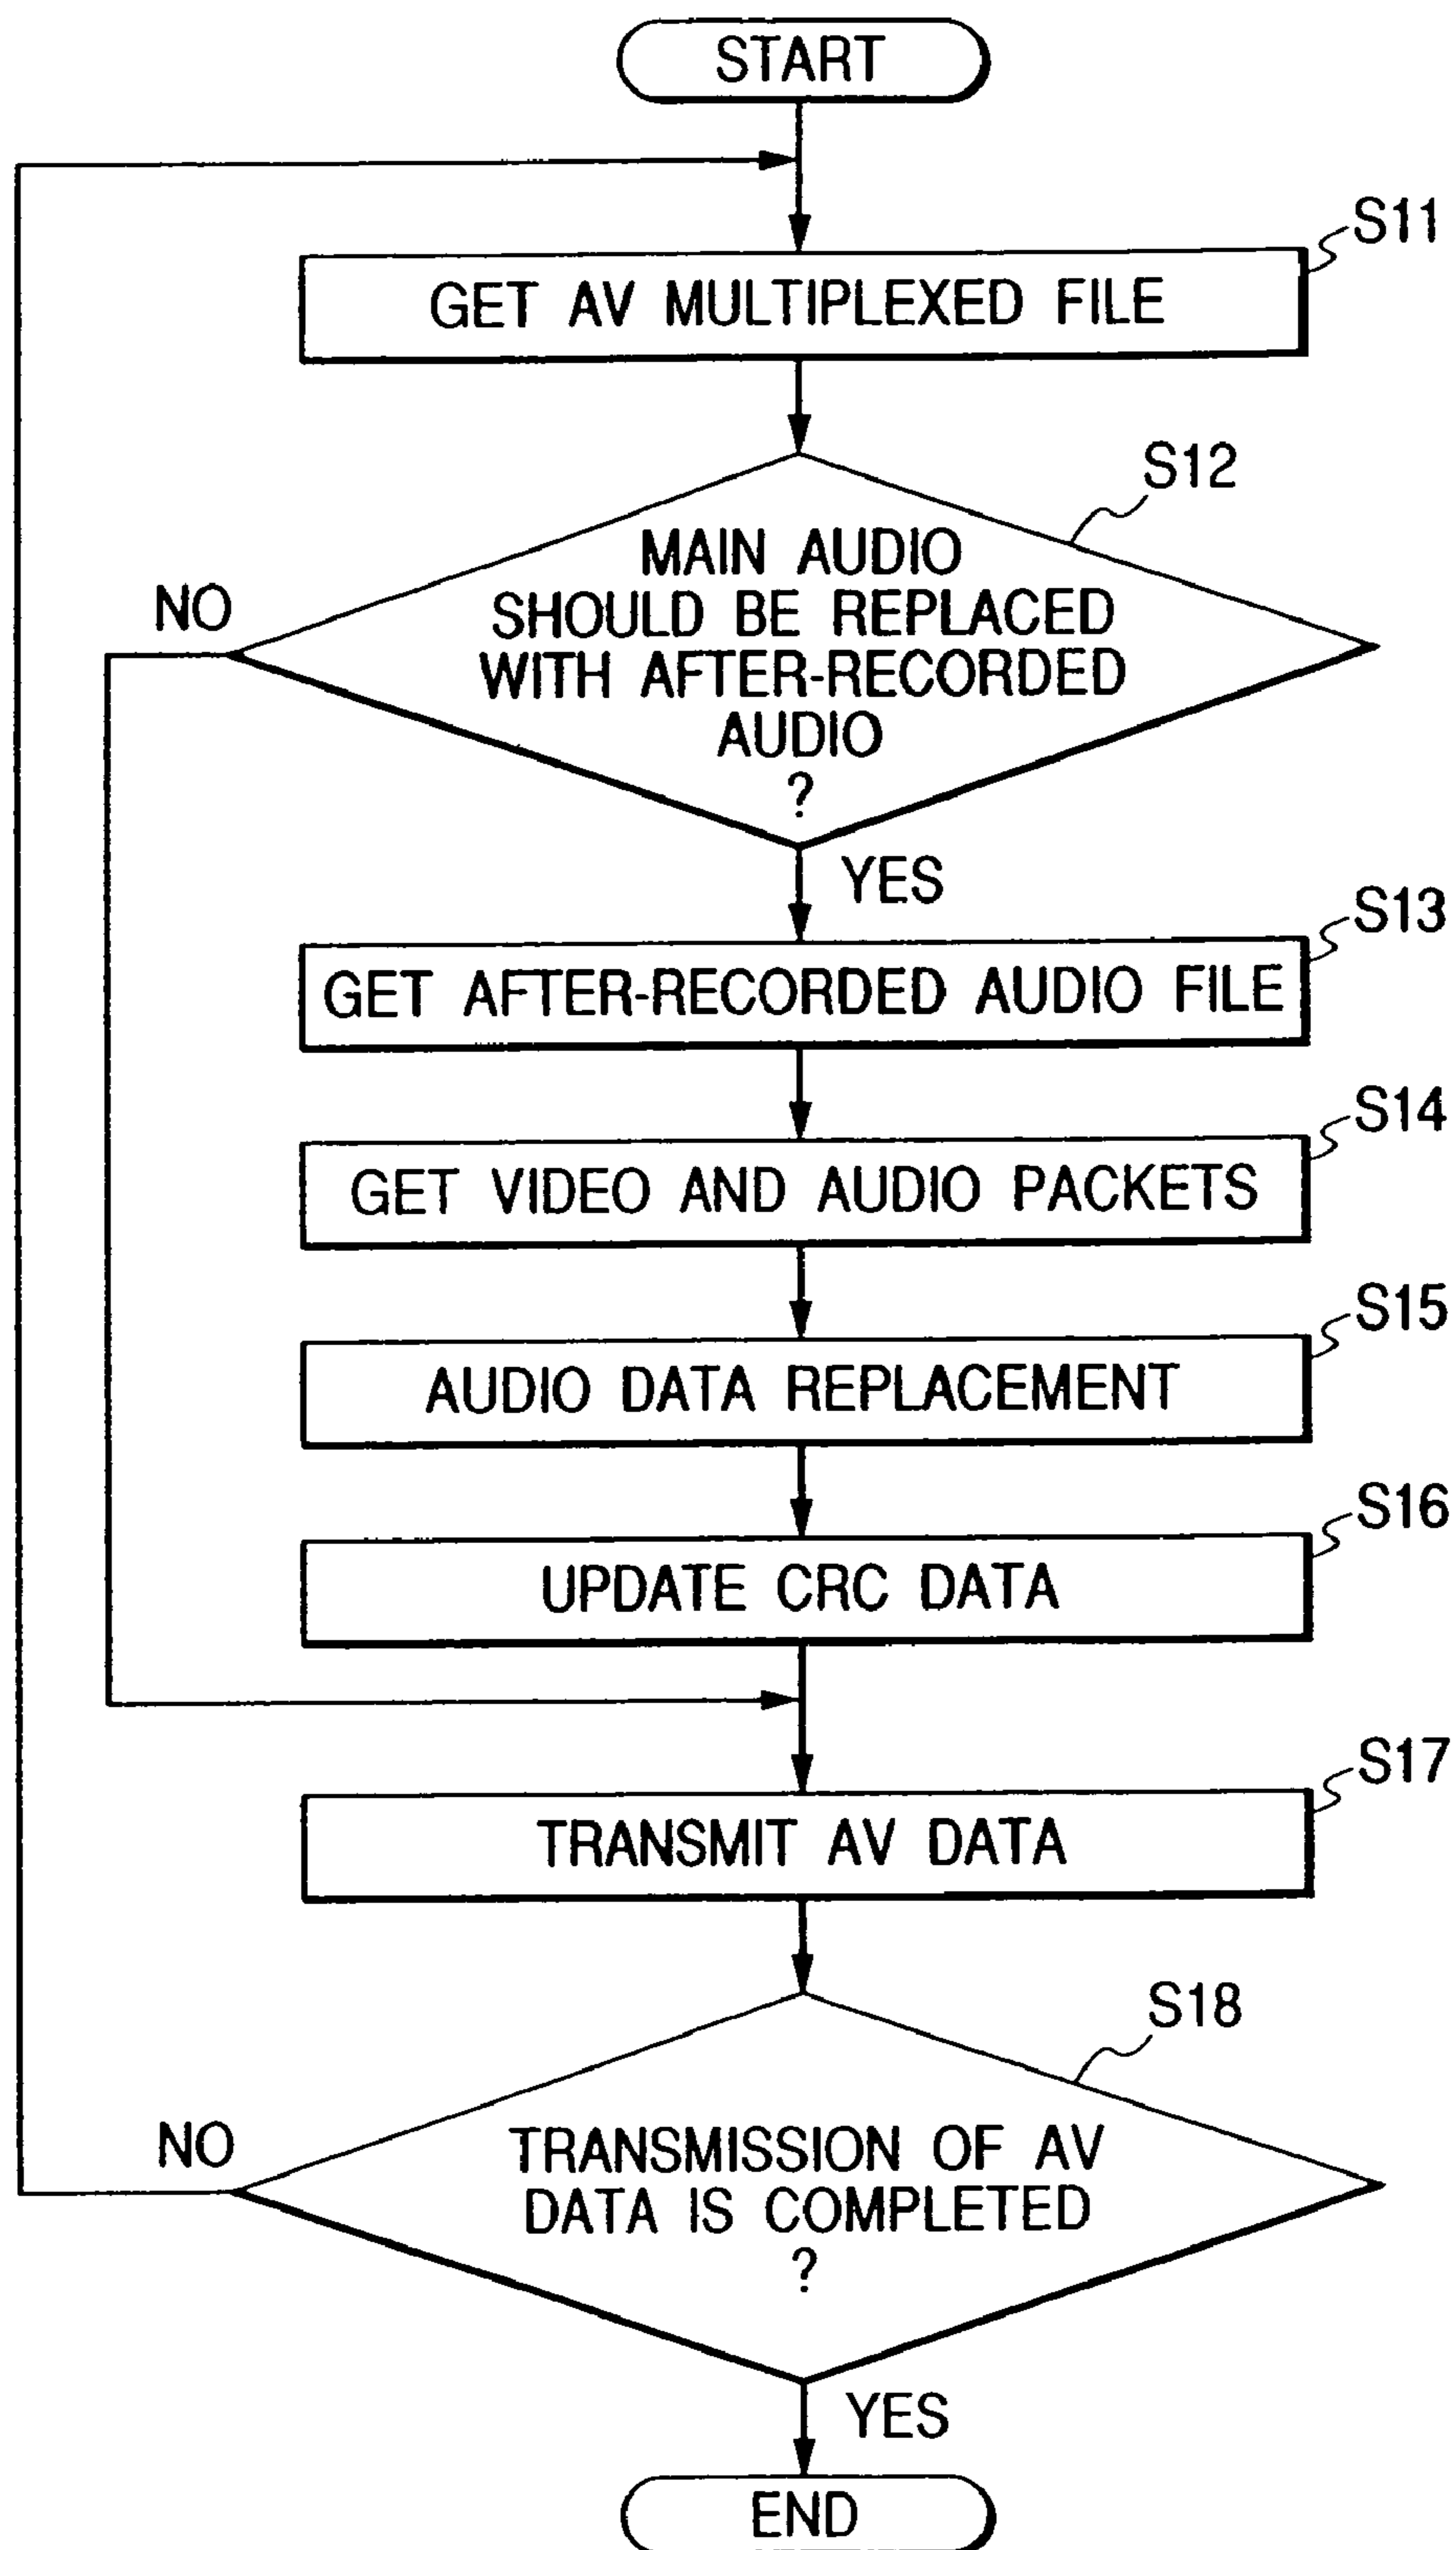 START
S11
GET AV MULTIPLEXED FILE
S12
MAIN AUDIO
SHOULD BE REPLACED
WITH AFTER-RECORDED
AUDIO
?
NO
YES
S13
GET AFTER-RECORDED AUDIO FILE
S14
GET VIDEO AND AUDIO PACKETS
S15
AUDIO DATA REPLACEMENT
S16
UPDATE CRC DATA
S17
TRANSMIT AV DATA
S18
TRANSMISSION OF AV
DATA IS COMPLETED
?
NO
YES
END